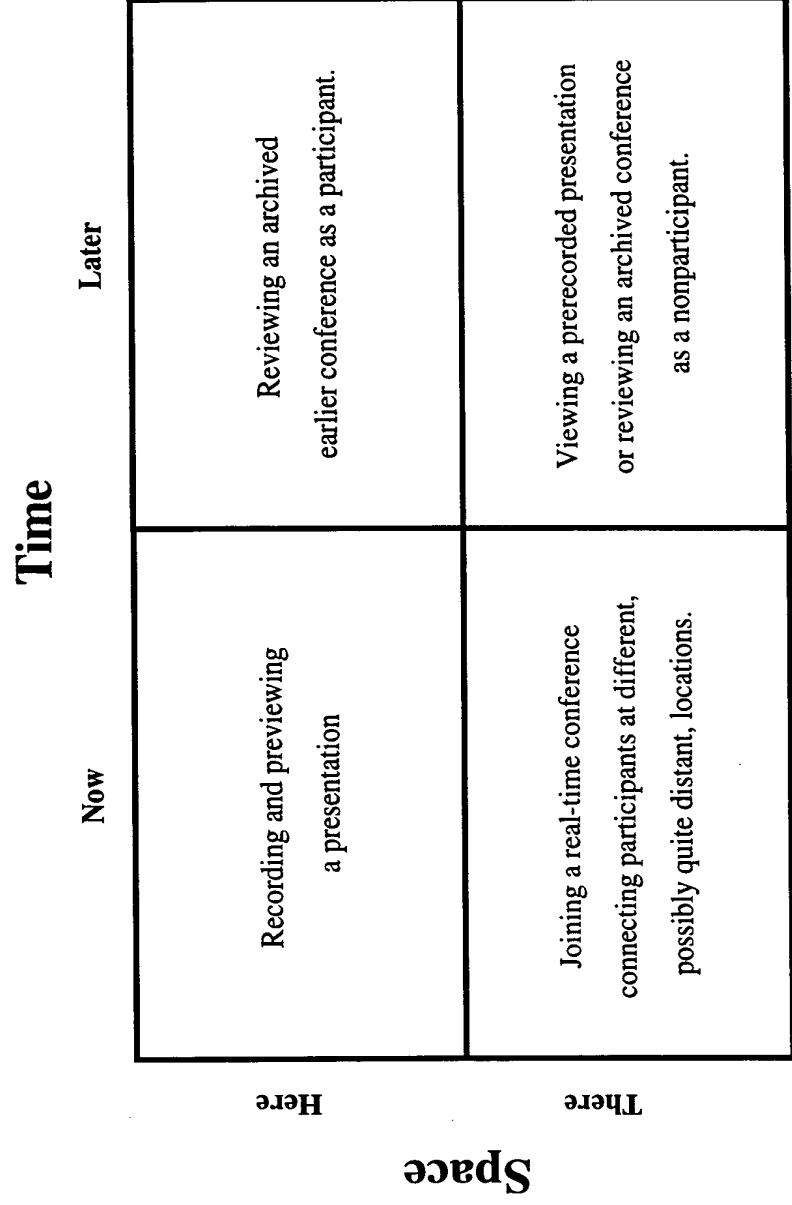 Time
Now
Later
Space
Here
Recording and previewing
a presentation
Reviewing an archived
earlier conference as a participant.
There
Joining a real-time conference
connecting participants at different,
possibly quite distant, locations.
Viewing a prerecorded presentation
or reviewing an archived conference
as a nonparticipant.